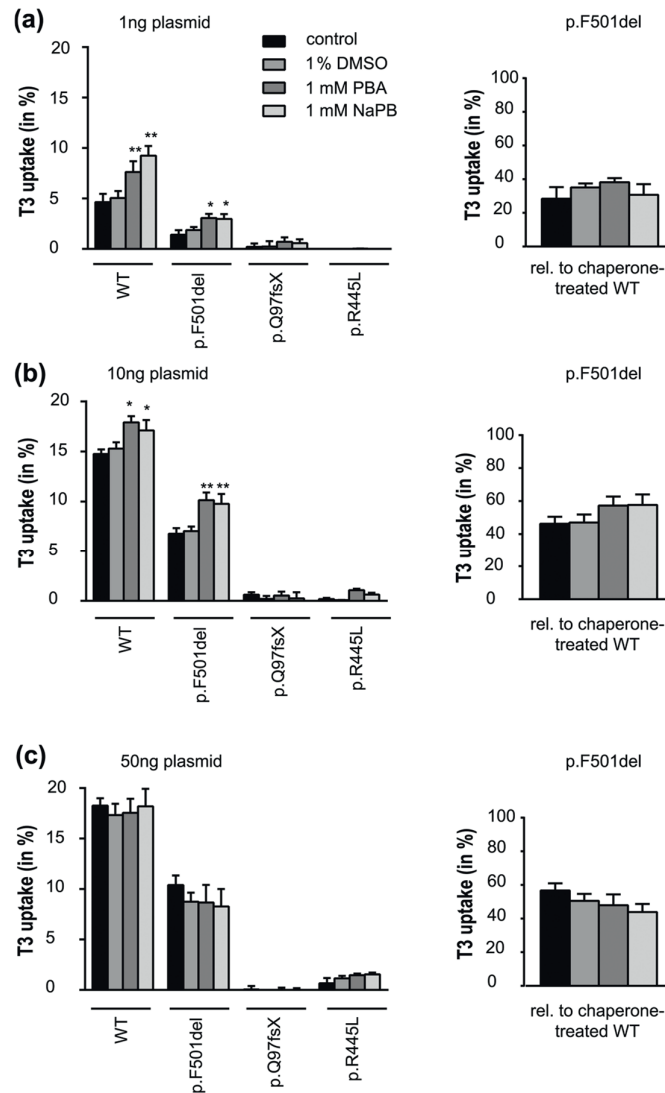 (a)
1ng plasmid
control
1% DMSO
1 mM PBA
1 mM NaPB
T3 uptake (in %)
20
15
10
5
0
**
**
*
*
WT
p.F501del
p.Q97fsX
p.R445L
p.F501del
T3 uptake (in %)
100
80
60
40
20
0
rel. to chaperone-
treated WT
(b)
10ng plasmid
T3 uptake (in %)
20
15
10
5
0
*
*
**
**
WT
p.F501del
p.Q97fsX
p.R445L
p.F501del
T3 uptake (in %)
100
80
60
40
20
0
rel. to chaperone-
treated WT
(c)
50ng plasmid
T3 uptake (in %)
20
15
10
5
0
WT
p.F501del
p.Q97fsX
p.R445L
p.F501del
T3 uptake (in %)
100
80
60
40
20
0
rel. to chaperone-
treated WT